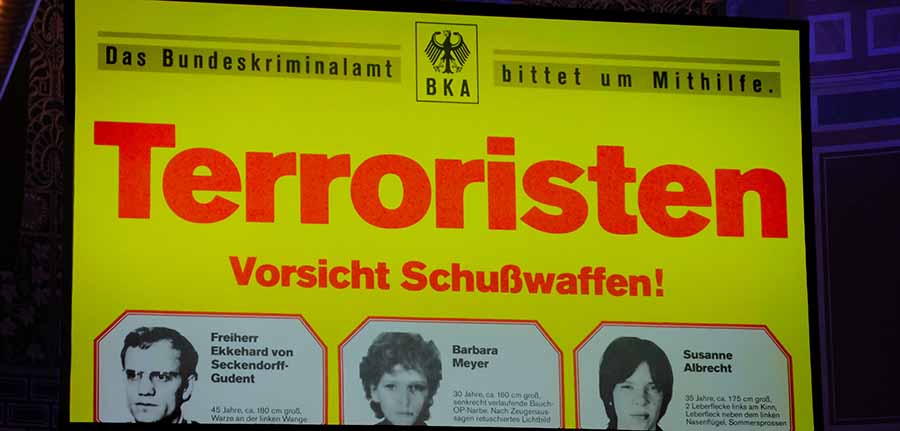 Das Bundeskriminalamt BKA bittet um Mithilfe.
Terroristen
Vorsicht Schußwaffen!
Freiherr
Ekkehard von
Seckendorff-
Gudent
45 Jahre, ca. 180 cm groß,
Warze an der linken Wange
Barbara
Meyer
30 Jahre, ca. 160 cm groß,
senkrecht verlaufende Bauch-
OP-Narbe. Nach Zeugenaus-
sagen retuschiertes Lichtbild
Susanne
Albrecht
35 Jahre, ca. 175 cm groß,
2 Leberflecke links am Kinn,
Leberfleck neben dem linken
Nasenflügel, Sommersprossen